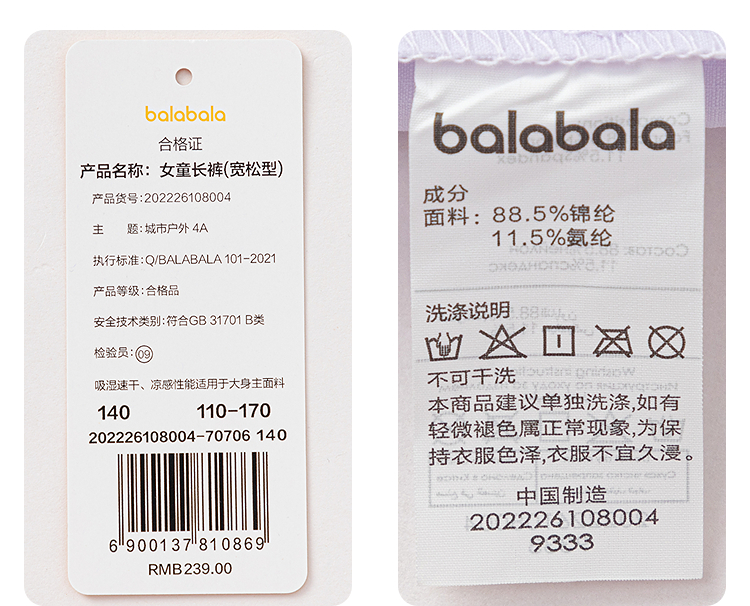 balabala
合格证
产品名称：女童长裤(宽松型)
产品货号:202226108004
主 题:城市户外 4A
执行标准:Q/BALABALA 101-2021
产品等级:合格品
安全技术类别:符合GB 31701 B类
检验员:09
吸湿速干、凉感性能适用于大身主面料
140 110-170
202226108004-70706 140
6 900137 810869
RMB239.00
balabala
成分
面料：88.5%锦纶
11.5%氨纶
洗涤说明
不可干洗
本商品建议单独洗涤,如有
轻微褪色属正常现象,为保
持衣服色泽,衣服不宜久浸。
中国制造
202226108004
9333